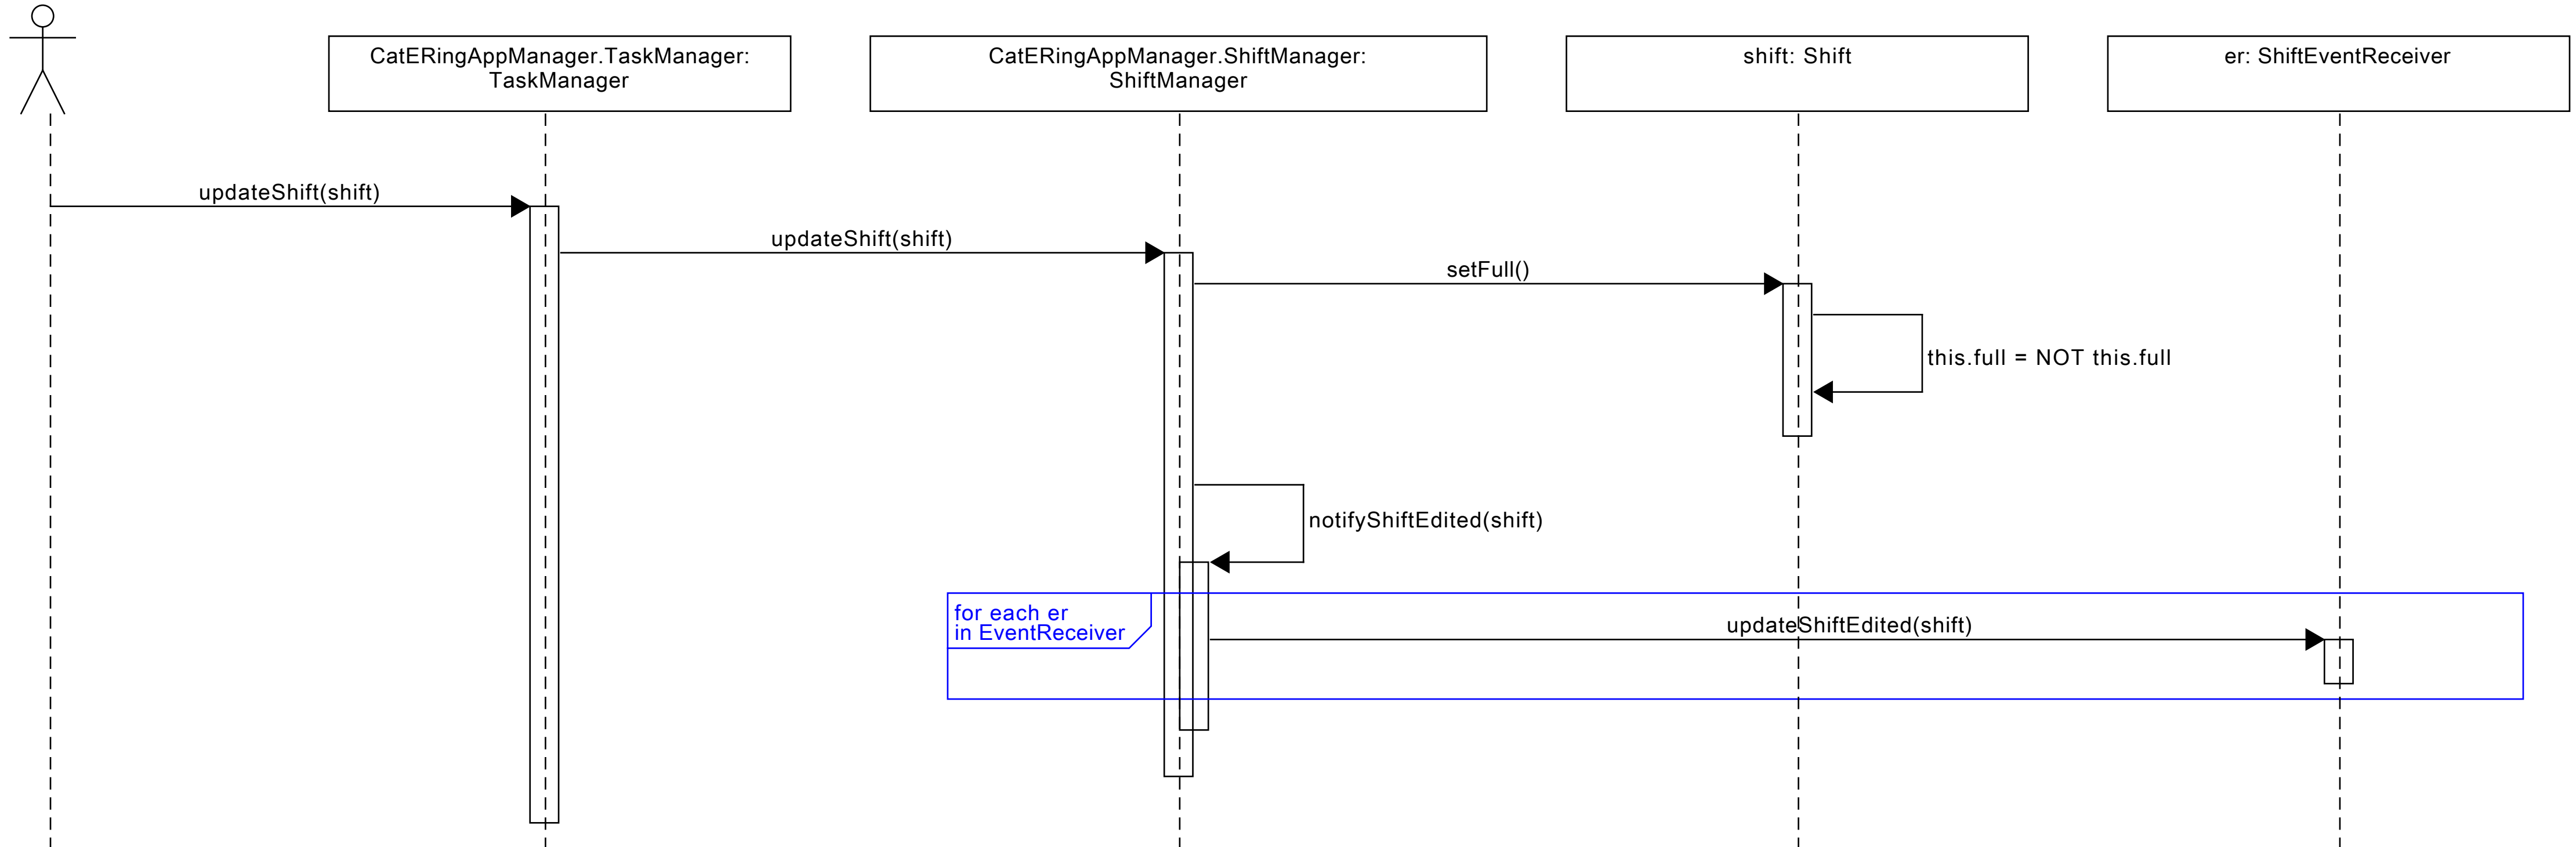 CatERingAppManager.TaskManager:
TaskManager
CatERingAppManager.ShiftManager:
ShiftManager
shift: Shift
er: ShiftEventReceiver
updateShift(shift)
updateShift(shift)
setFull()
this.full = NOT this.full
notifyShiftEdited(shift)
for each er
in EventReceiver
updateShiftEdited(shift)